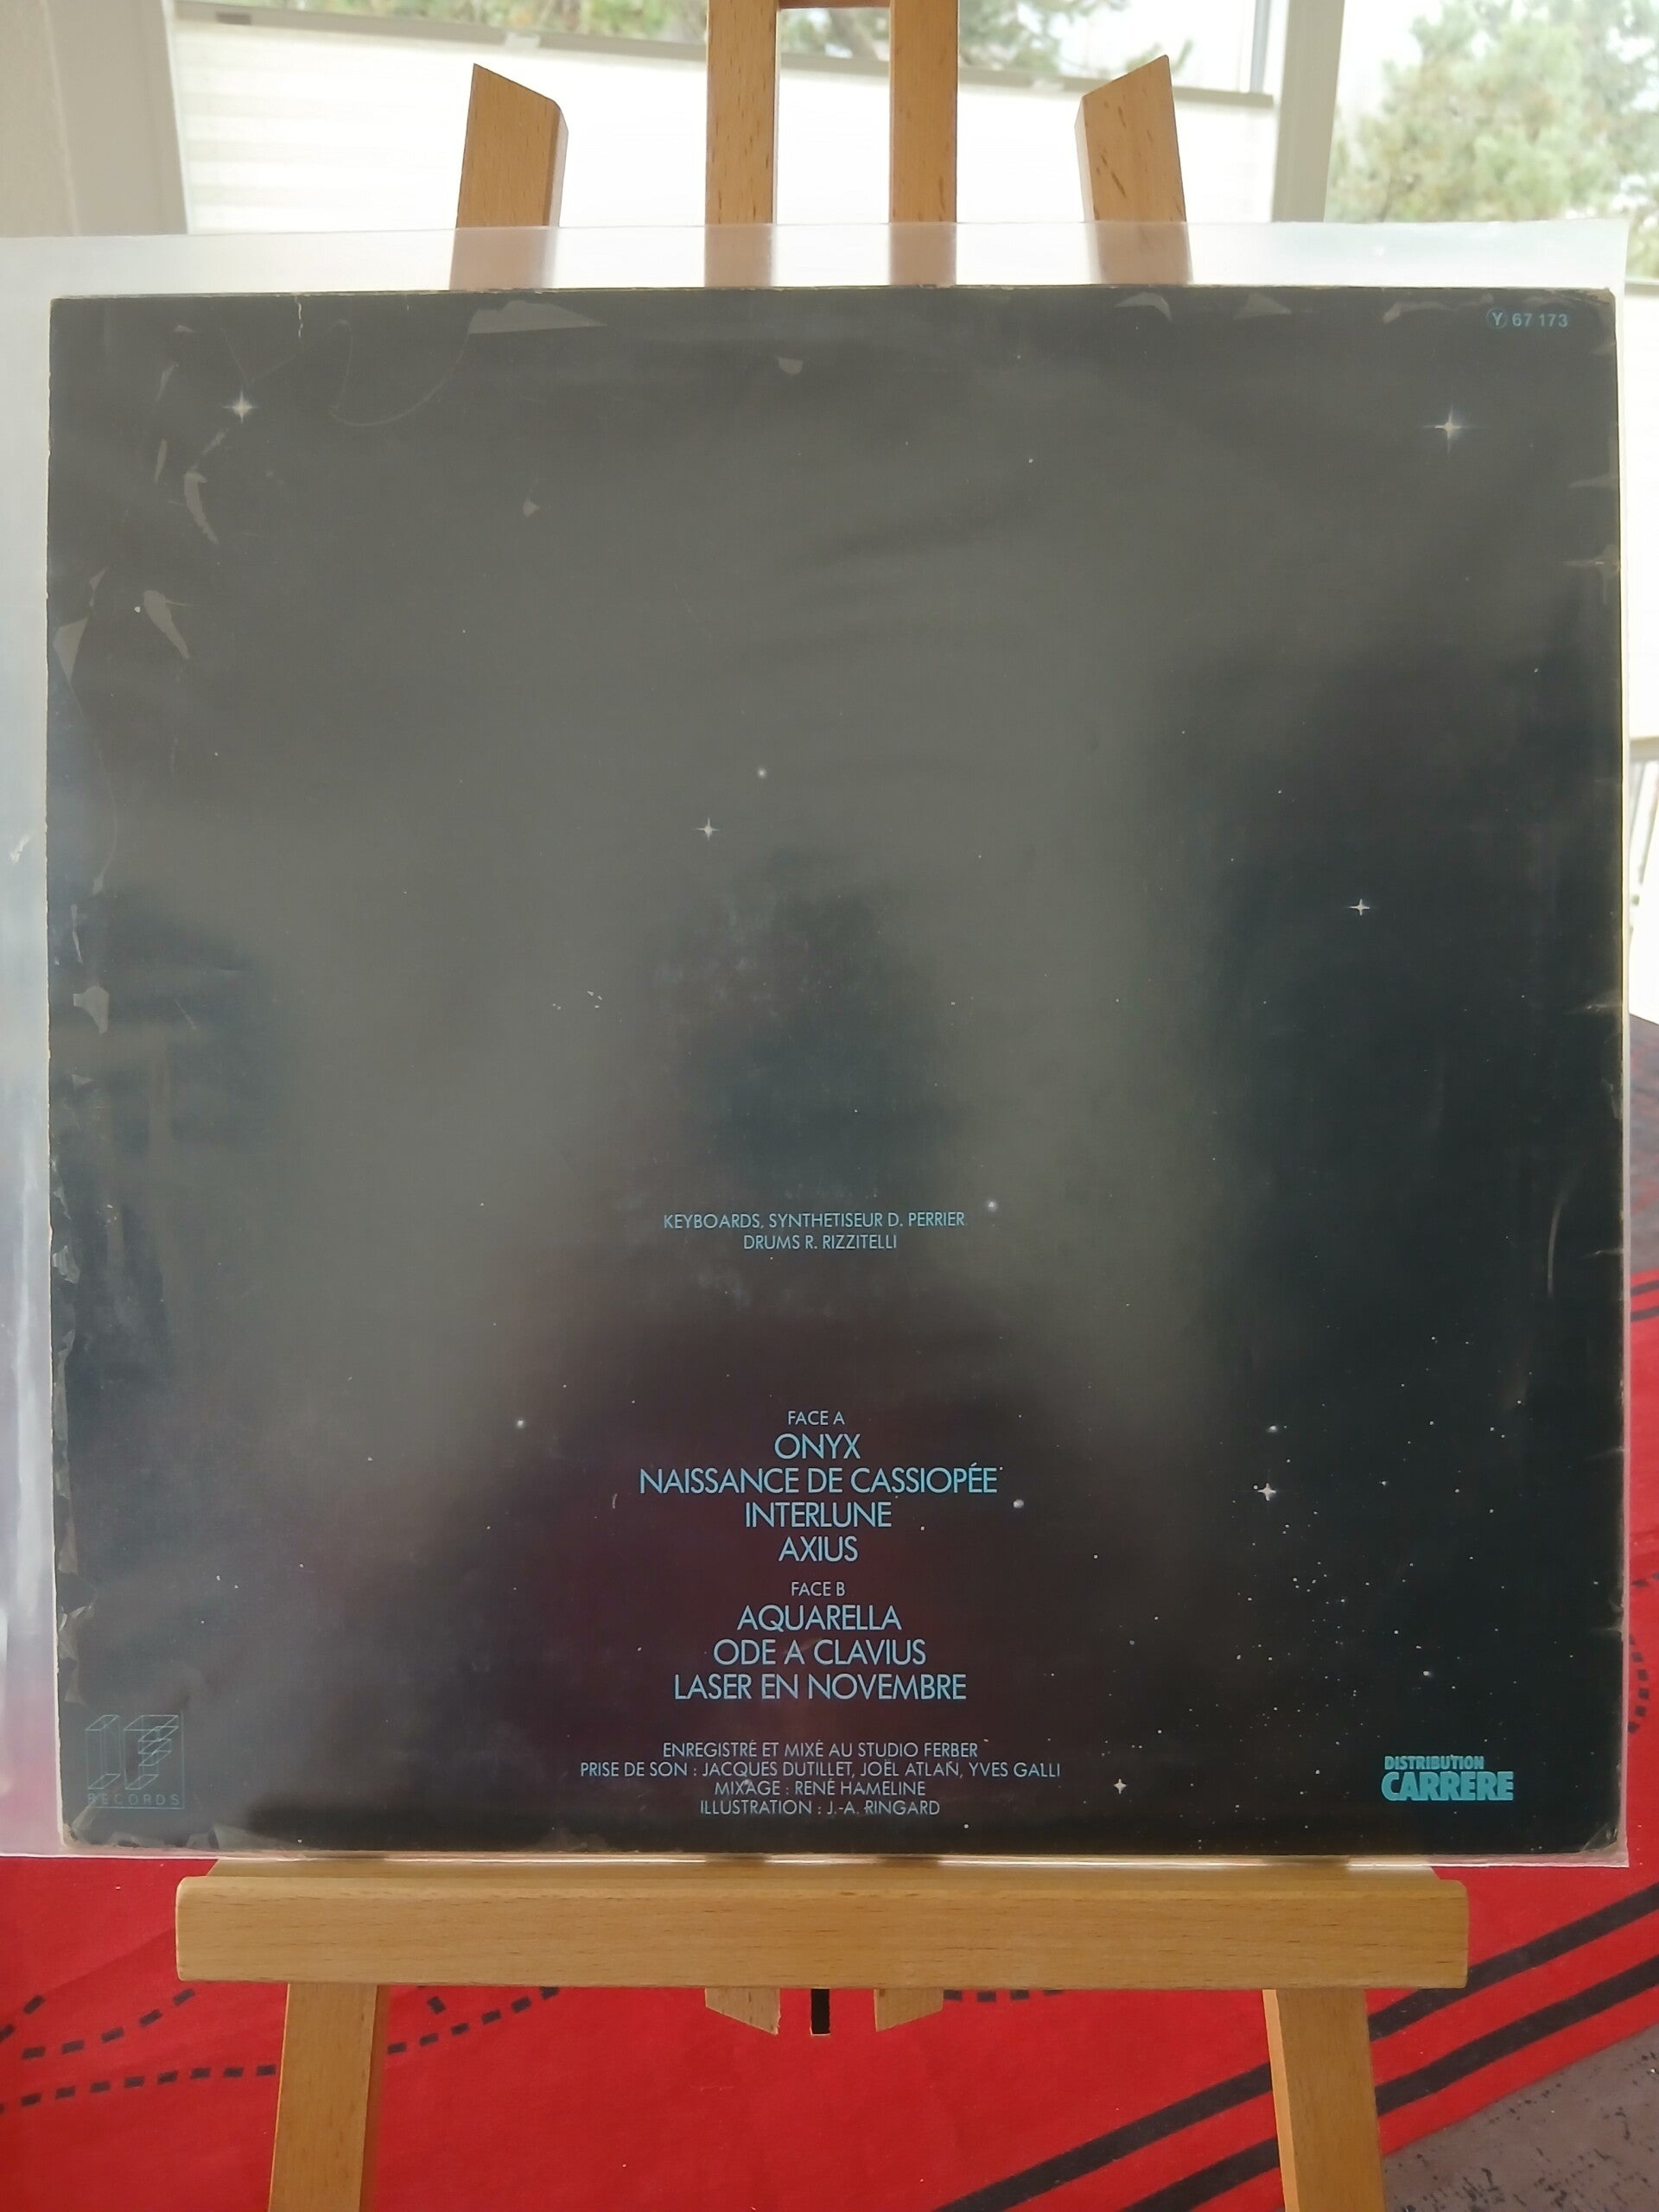 Y 67 173
KEYBOARDS, SYNTHETISEUR D. PERRIER
DRUMS R. RIZZITELLI
FACE A
ONYX
NAISSANCE DE CASSIOPÉE
INTERLUNE
AXIUS
FACE B
AQUARELLA
ODE A CLAVIUS
LASER EN NOVEMBRE
ENREGISTRÉ ET MIXÉ AU STUDIO FERBER
PRISE DE SON : JACQUES DUTILLET, JOËL ATLAN, YVES GALLI
MIXAGE : RENÉ HAMELINE
ILLUSTRATION : J.-A. RINGARD
RECORDS
DISTRIBUTION
CARRERE